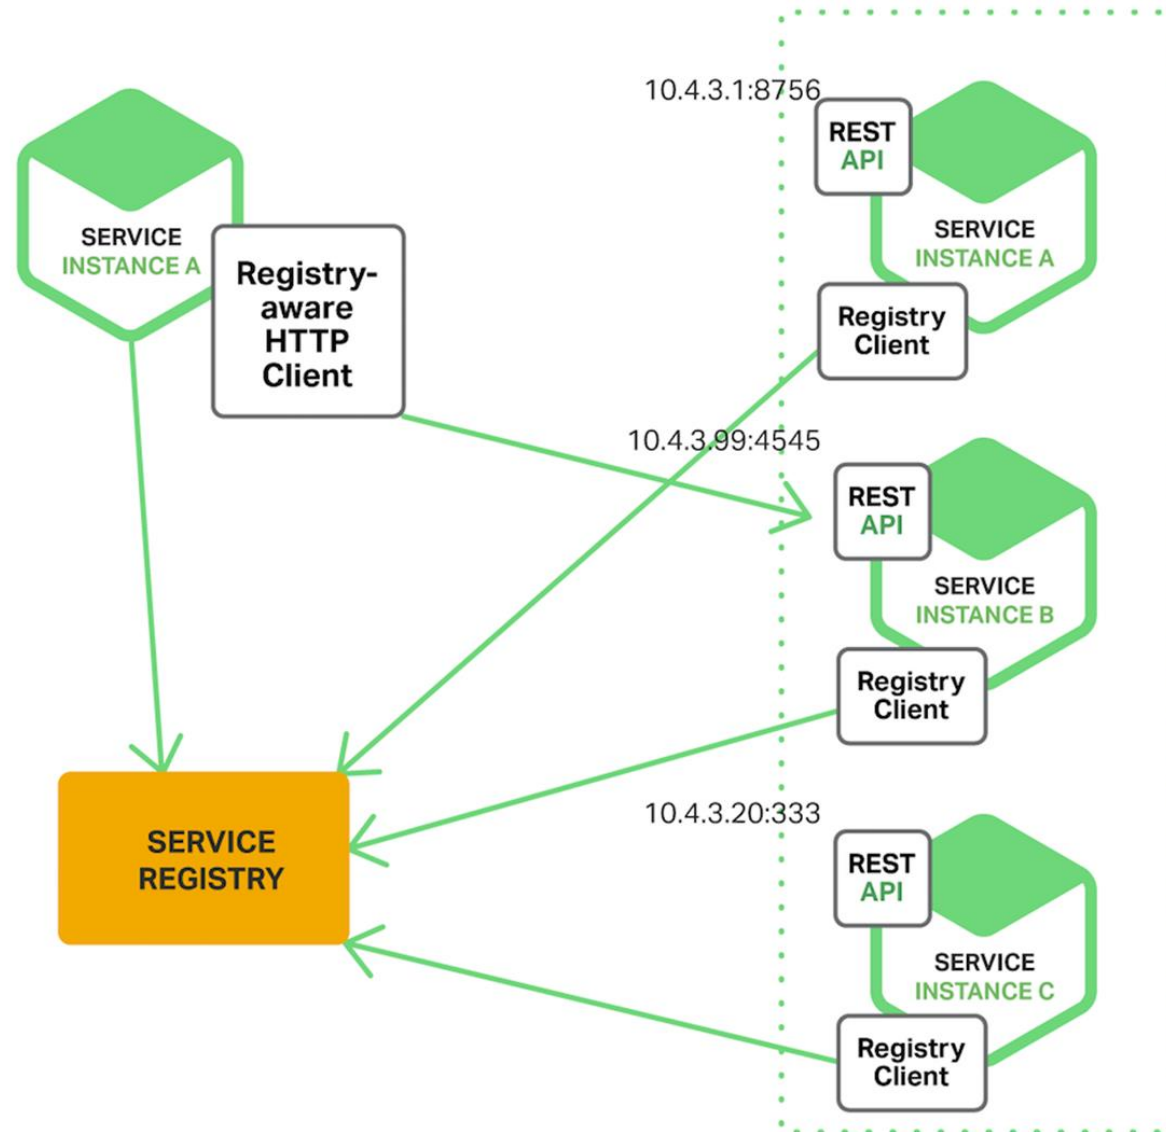 SERVICE
INSTANCE A
Registry-
aware
HTTP
Client
10.4.3.1:8756
REST
API
SERVICE
INSTANCE A
Registry
Client
10.4.3.99:4545
REST
API
SERVICE
INSTANCE B
Registry
Client
10.4.3.20:333
REST
API
SERVICE
INSTANCE C
Registry
Client
SERVICE
REGISTRY